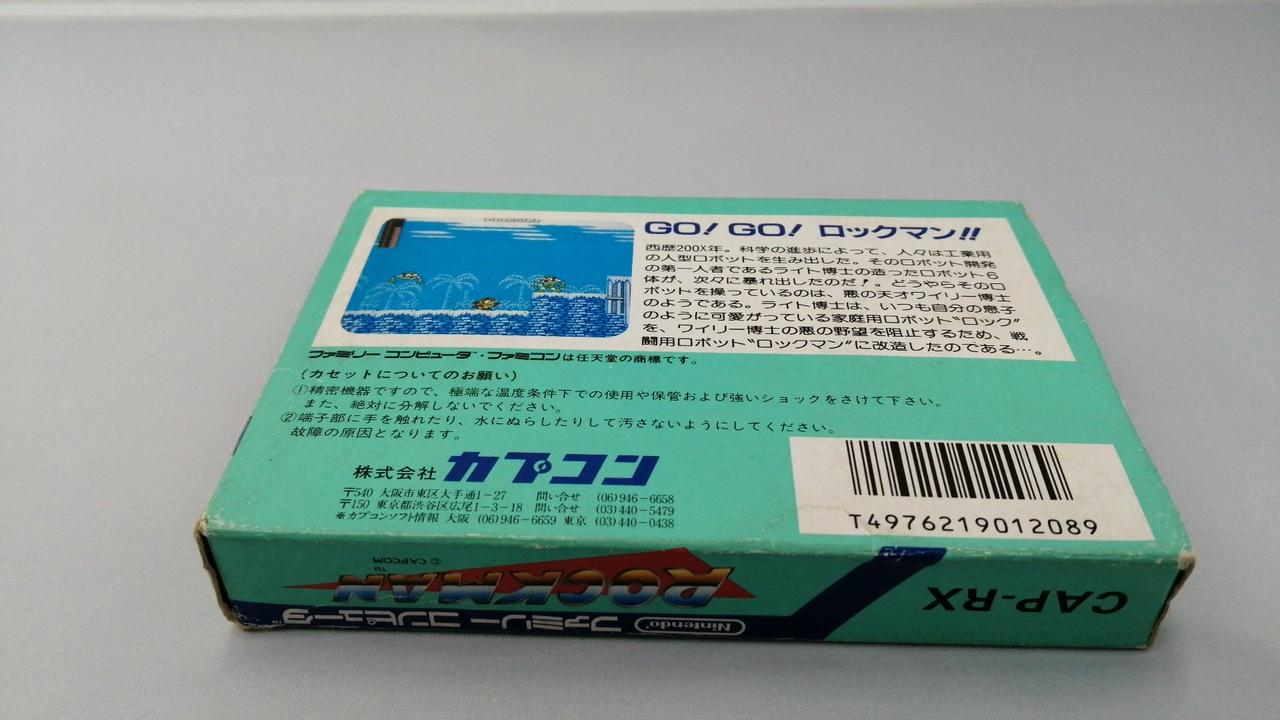 GO! GO! ロックマン!!
西歴200X年。科学の進歩によって、人々は工業用
の人型ロボットを生み出した。そのロボット開発
の第一人者であるライト博士の造ったロボット6
体が、次々に暴れ出したのだ!。どうやらそのロ
ボットを操っているのは、悪の天才ワイリー博士
のようである。ライト博士は、いつも自分の息子
のように可愛がっている家庭用ロボット"ロック"
を、ワイリー博士の悪の野望を阻止するため、戦
闘用ロボット"ロックマン"に改造したのである…。
ファミリー コンピュータ・ファミコンは任天堂の商標です。
(カセットについてのお願い)
①精密機器ですので、極端な温度条件下での使用や保管および強いショックをさけて下さい。
また、絶対に分解しないでください。
②端子部に手を触れたり、水にぬらしたりして汚さないようにしてください。
故障の原因となります。
株式会社 カプコン
〒540 大阪市東区大手通1-27 問い合せ (06)946-6658
〒150 東京都渋谷区広尾1-3-18 問い合せ (03)440-5479
※カプコンソフト情報 大阪 (06)946-6659 東京 (03)440-0438
T4976219012089
CAP-RX
ROCKMAN™
©CAPCOM
Nintendo® ファミリー コンピュータ™